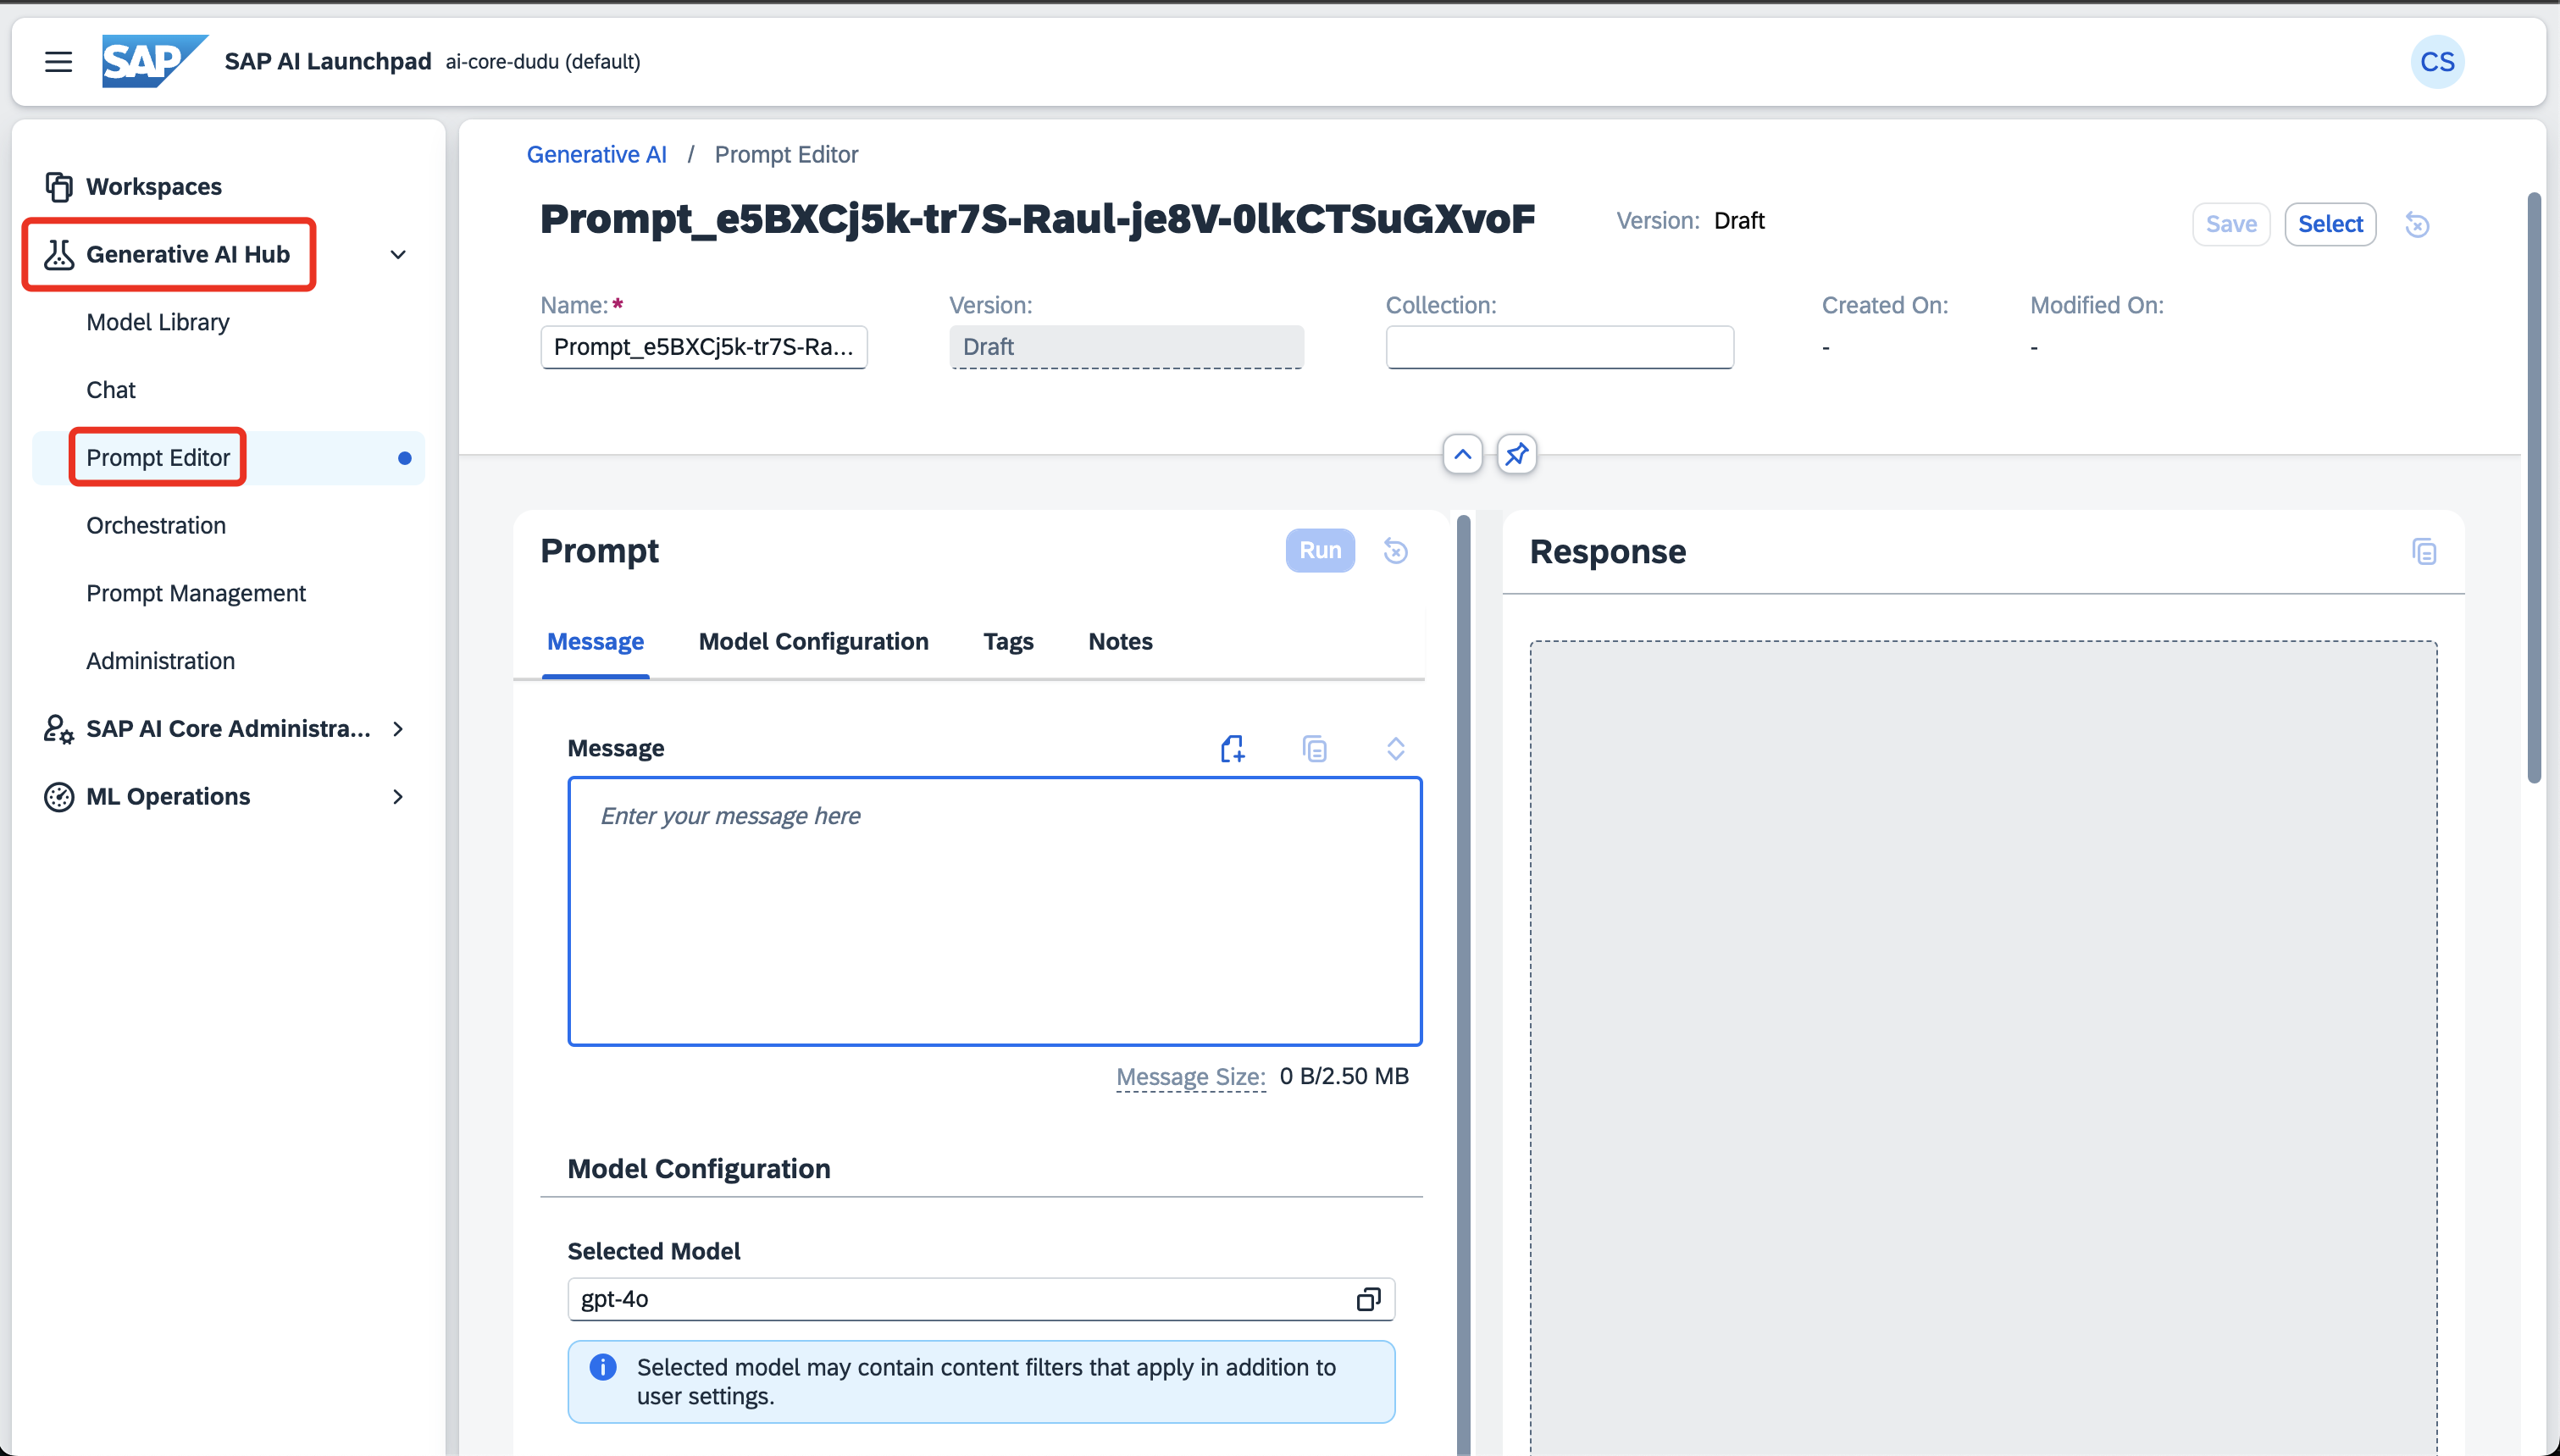 SAP
SAP AI Launchpad
ai-core-dudu (default)
CS
Workspaces
Generative AI Hub
Model Library
Chat
Prompt Editor
Orchestration
Prompt Management
Administration
SAP AI Core Administra...
ML Operations
Generative AI / Prompt Editor
Prompt_e5BXCj5k-tr7S-Raul-je8V-0lkCTSuGXvoF
Version: Draft
Save
Select
Name:*
Prompt_e5BXCj5k-tr7S-Ra...
Version:
Draft
Collection:
Created On:
-
Modified On:
-
Prompt
Run
Message
Model Configuration
Tags
Notes
Message
Enter your message here
Message Size: 0 B/2.50 MB
Model Configuration
Selected Model
gpt-4o
Selected model may contain content filters that apply in addition to
user settings.
Response